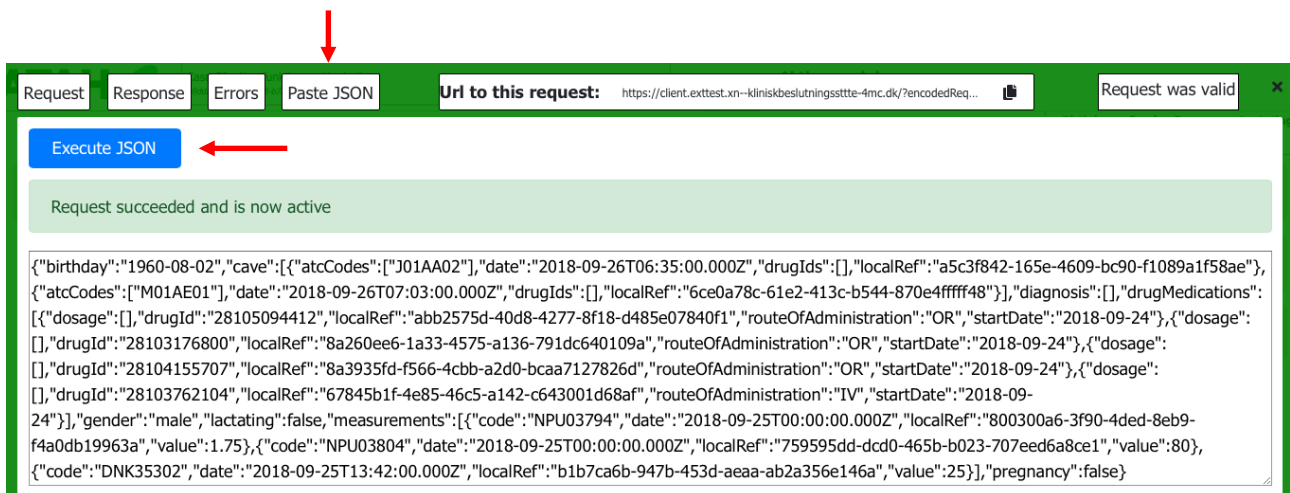 Request Response Errors Paste JSON Url to this request: https://client.exttest.xn--kliniskbeslutningssttte-4mc.dk/?encodedReq... Request was valid ×
Execute JSON
Request succeeded and is now active
{"birthday":"1960-08-02","cave":[{"atcCodes":["J01AA02"],"date":"2018-09-26T06:35:00.000Z","drugIds":[],"localRef":"a5c3f842-165e-4609-bc90-f1089a1f58ae"},
{"atcCodes":["M01AE01"],"date":"2018-09-26T07:03:00.000Z","drugIds":[],"localRef":"6ce0a78c-61e2-413c-b544-870e4fffff48"}],"diagnosis":[],"drugMedications":
[{"dosage":[],"drugId":"28105094412","localRef":"abb2575d-40d8-4277-8f18-d485e07840f1","routeOfAdministration":"OR","startDate":"2018-09-24"},{"dosage":
[],"drugId":"28103176800","localRef":"8a260ee6-1a33-4575-a136-791dc640109a","routeOfAdministration":"OR","startDate":"2018-09-24"},{"dosage":
[],"drugId":"28104155707","localRef":"8a3935fd-f566-4cbb-a2d0-bcaa7127826d","routeOfAdministration":"OR","startDate":"2018-09-24"},{"dosage":
[],"drugId":"28103762104","localRef":"67845b1f-4e85-46c5-a142-c643001d68af","routeOfAdministration":"IV","startDate":"2018-09-
24"}],"gender":"male","lactating":false,"measurements":[{"code":"NPU03794","date":"2018-09-25T00:00:00.000Z","localRef":"800300a6-3f90-4ded-8eb9-
f4a0db19963a","value":1.75},{"code":"NPU03804","date":"2018-09-25T00:00:00.000Z","localRef":"759595dd-dcd0-465b-b023-707eed6a8ce1","value":80},
{"code":"DNK35302","date":"2018-09-25T13:42:00.000Z","localRef":"b1b7ca6b-947b-453d-aeaa-ab2a356e146a","value":25}],"pregnancy":false}